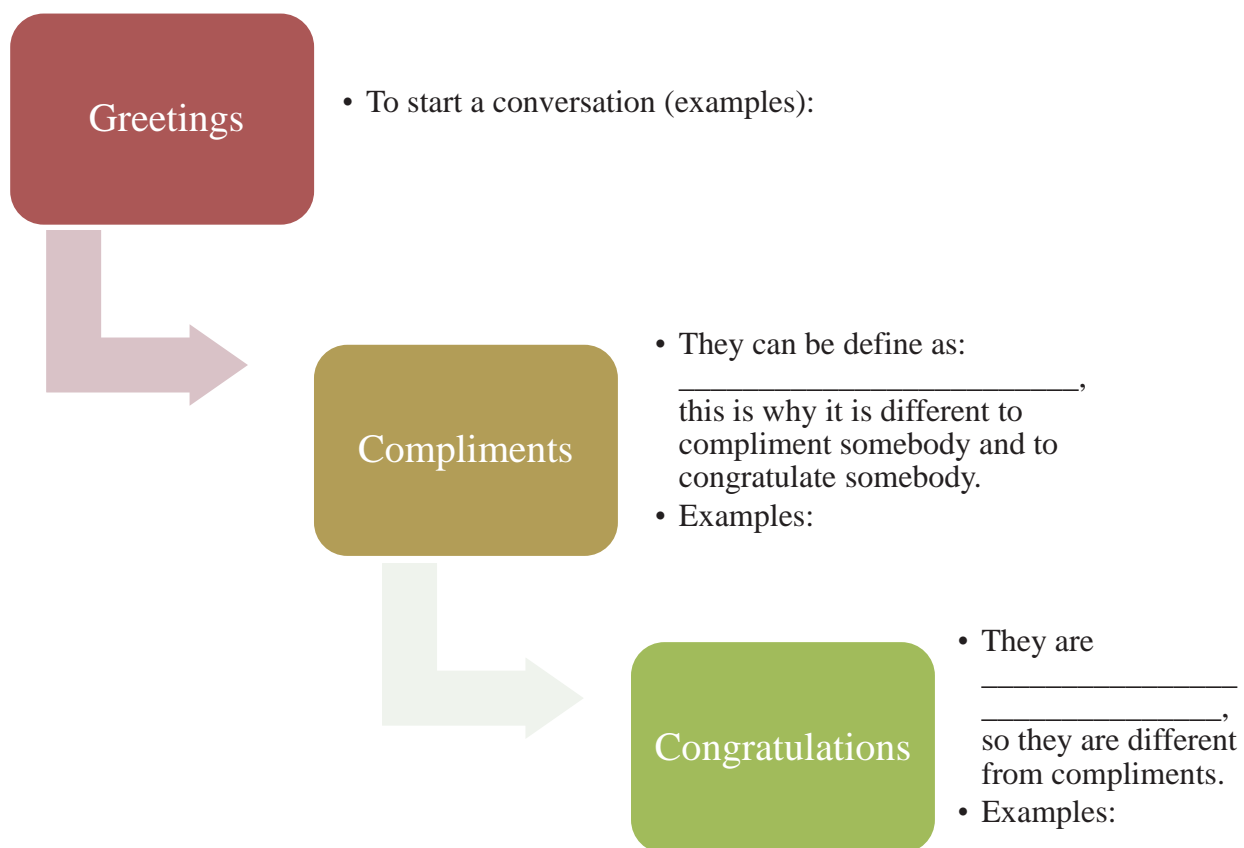 Greetings
• To start a conversation (examples):
Compliments
• They can be define as:
_________________________,
this is why it is different to
compliment somebody and to
congratulate somebody.
• Examples:
Congratulations
• They are
________________
_______________,
so they are different
from compliments.
• Examples: